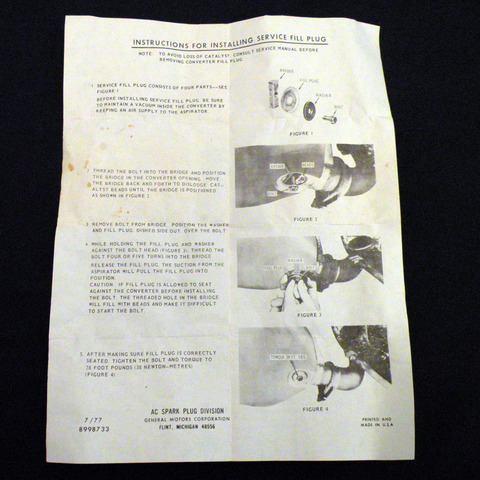 INSTRUCTIONS FOR INSTALLING SERVICE FILL PLUG
NOTE: TO AVOID LOSS OF CATALYST, CONSULT SERVICE MANUAL BEFORE
REMOVING CONVERTER FILL PLUG.
1. SERVICE FILL PLUG CONSISTS OF FOUR PARTS--SEE
FIGURE 1
BEFORE INSTALLING SERVICE FILL PLUG, BE SURE
TO MAINTAIN A VACUUM INSIDE THE CONVERTER BY
KEEPING AN AIR SUPPLY TO THE ASPIRATOR.
BRIDGE
FILL PLUG
WASHER
BOLT
FIGURE 1
2. THREAD THE BOLT INTO THE BRIDGE AND POSITION
THE BRIDGE IN THE CONVERTER OPENING. MOVE
THE BRIDGE BACK AND FORTH TO DISLODGE CAT-
ALYST BEADS UNTIL THE BRIDGE IS POSITIONED
AS SHOWN IN FIGURE 2
BRIDGE
BEADS
BOLT
FIGURE 2
3. REMOVE BOLT FROM BRIDGE. POSITION THE WASHER
AND FILL PLUG, DISHED SIDE OUT, OVER THE BOLT
4. WHILE HOLDING THE FILL PLUG AND WASHER
AGAINST THE BOLT HEAD (FIGURE 3), THREAD THE
BOLT FOUR OR FIVE TURNS INTO THE BRIDGE
RELEASE THE FILL PLUG, THE SUCTION FROM THE
ASPIRATOR WILL PULL THE FILL PLUG INTO
POSITION.
CAUTION: IF FILL PLUG IS ALLOWED TO SEAT
AGAINST THE CONVERTER BEFORE INSTALLING
THE BOLT, THE THREADED HOLE IN THE BRIDGE
WILL FILL WITH BEADS AND MAKE IT DIFFICULT
TO START THE BOLT.
WASHER
FIGURE 3
5. AFTER MAKING SURE FILL PLUG IS CORRECTLY
SEATED, TIGHTEN THE BOLT AND TORQUE TO
28 FOOT POUNDS (38 NEWTON-METRES)
(FIGURE 4)
FIGURE 4
7/77
8998733
AC SPARK PLUG DIVISION
GENERAL MOTORS CORPORATION
FLINT, MICHIGAN 48556
PRINTED AND
MADE IN U.S.A.